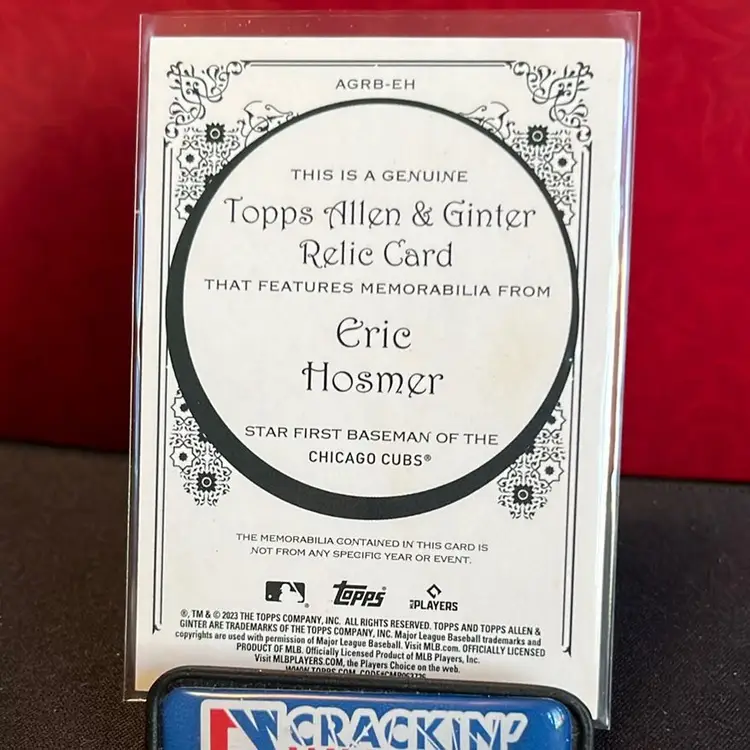 AGRB-EH
THIS IS A GENUINE
Topps Allen & Ginter
Relic Card
THAT FEATURES MEMORABILIA FROM
Eric
Hosmer
STAR FIRST BASEMAN OF THE
CHICAGO CUBS®
THE MEMORABILIA CONTAINED IN THIS CARD IS
NOT FROM ANY SPECIFIC YEAR OR EVENT.
Topps
PLAYERS
®, TM & © 2023 THE TOPPS COMPANY, INC. ALL RIGHTS RESERVED. TOPPS AND TOPPS ALLEN &
GINTER ARE TRADEMARKS OF THE TOPPS COMPANY, INC. Major League Baseball trademarks and
copyrights are used with permission of Major League Baseball. Visit MLB.com. OFFICIALLY LICENSED
PRODUCT OF MLB. Officially Licensed Product of MLB Players, Inc.
Visit MLBPLAYERS.COM, the Players Choice on the web.
WWW.TOPPS.COM
CRACKIN'